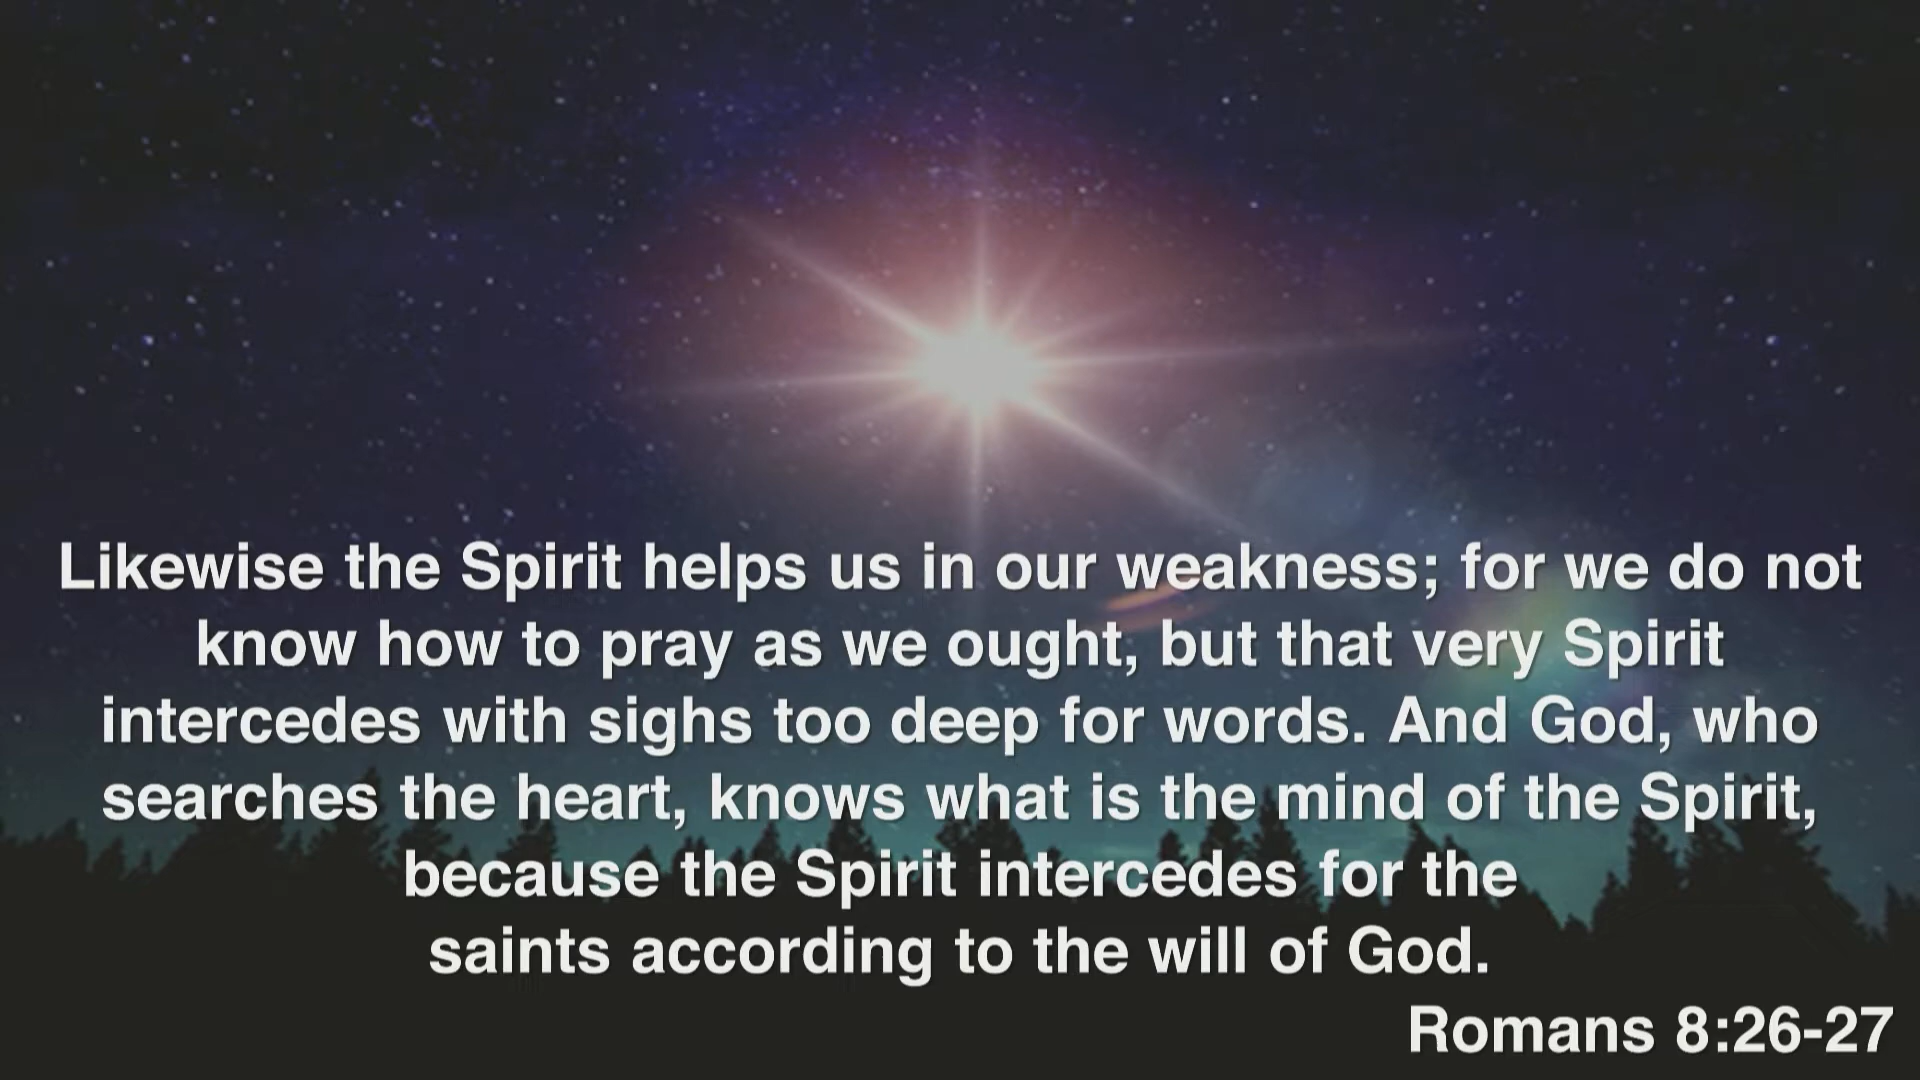 Likewise the Spirit helps us in our weakness; for we do not
know how to pray as we ought, but that very Spirit
intercedes with sighs too deep for words. And God, who
searches the heart, knows what is the mind of the Spirit,
because the Spirit intercedes for the
saints according to the will of God.
Romans 8:26-27